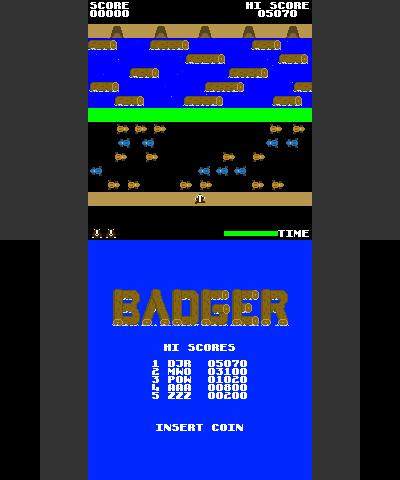 SCORE HI SCORE
00000 05070
TIME
BADGER
HI SCORES
1 DJR 05070
2 MWO 03100
3 POW 01020
4 AAA 00800
5 ZZZ 00200
INSERT COIN